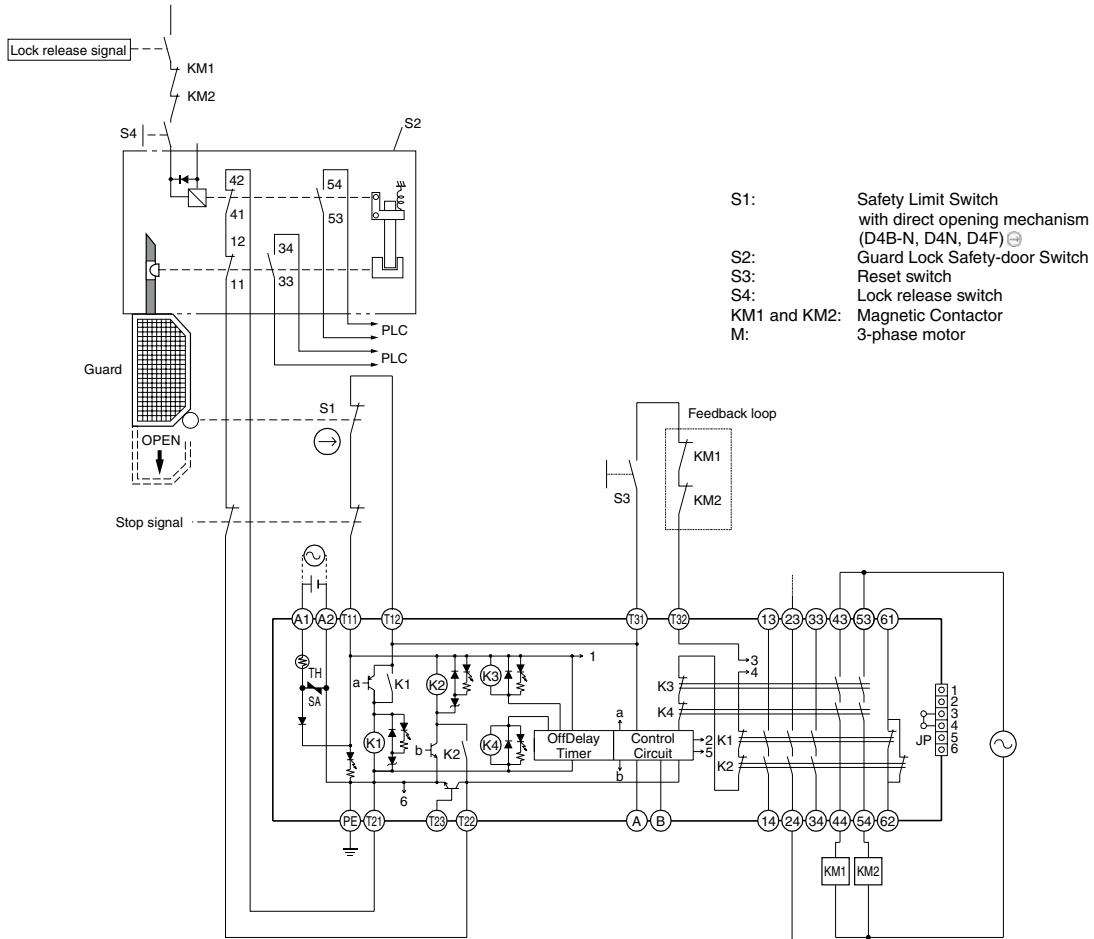 Lock release signal
KM1
KM2
S4
S2
42
54
41
53
12
34
11
33
PLC
PLC
Guard
OPEN
S1
Stop signal
S1: Safety Limit Switch
with direct opening mechanism
(D4B-N, D4N, D4F)
S2: Guard Lock Safety-door Switch
S3: Reset switch
S4: Lock release switch
KM1 and KM2: Magnetic Contactor
M: 3-phase motor
Feedback loop
KM1
KM2
S3
A1 A2 T11 T12 T31 T32 13 23 33 43 53 61
TH
SA
a
K1
K1
K2
b
K2
K3
K4
1
OffDelay
Timer
Control
Circuit
a
b
2
5
6
3
4
K3
K4
K1
K2
JP
1
2
3
4
5
6
PE T21 T23 T22 A B 14 24 34 44 54 62
KM1 KM2